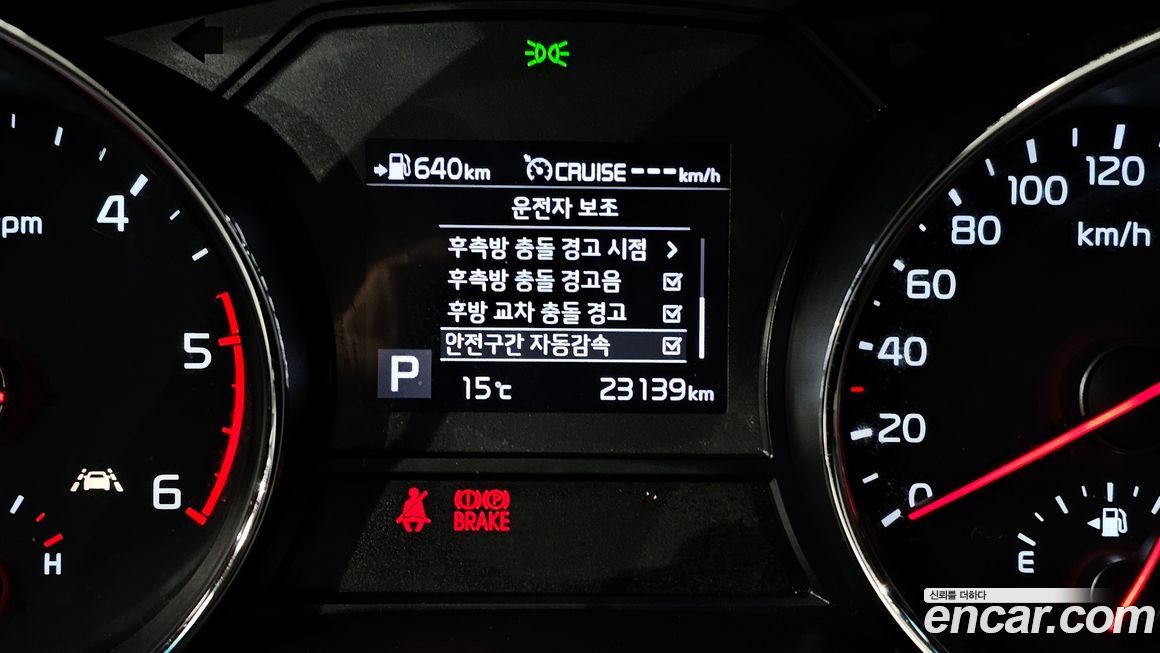 640km CRUISE ---km/h
운전자 보조
후측방 충돌 경고 시점 >
후측방 충돌 경고음
후방 교차 충돌 경고
안전구간 자동감속
P 15℃ 23139km
rpm
4
5
6
H
BRAKE
120
100
80
60
40
20
0
km/h
E
신뢰를 더하다
encar.com